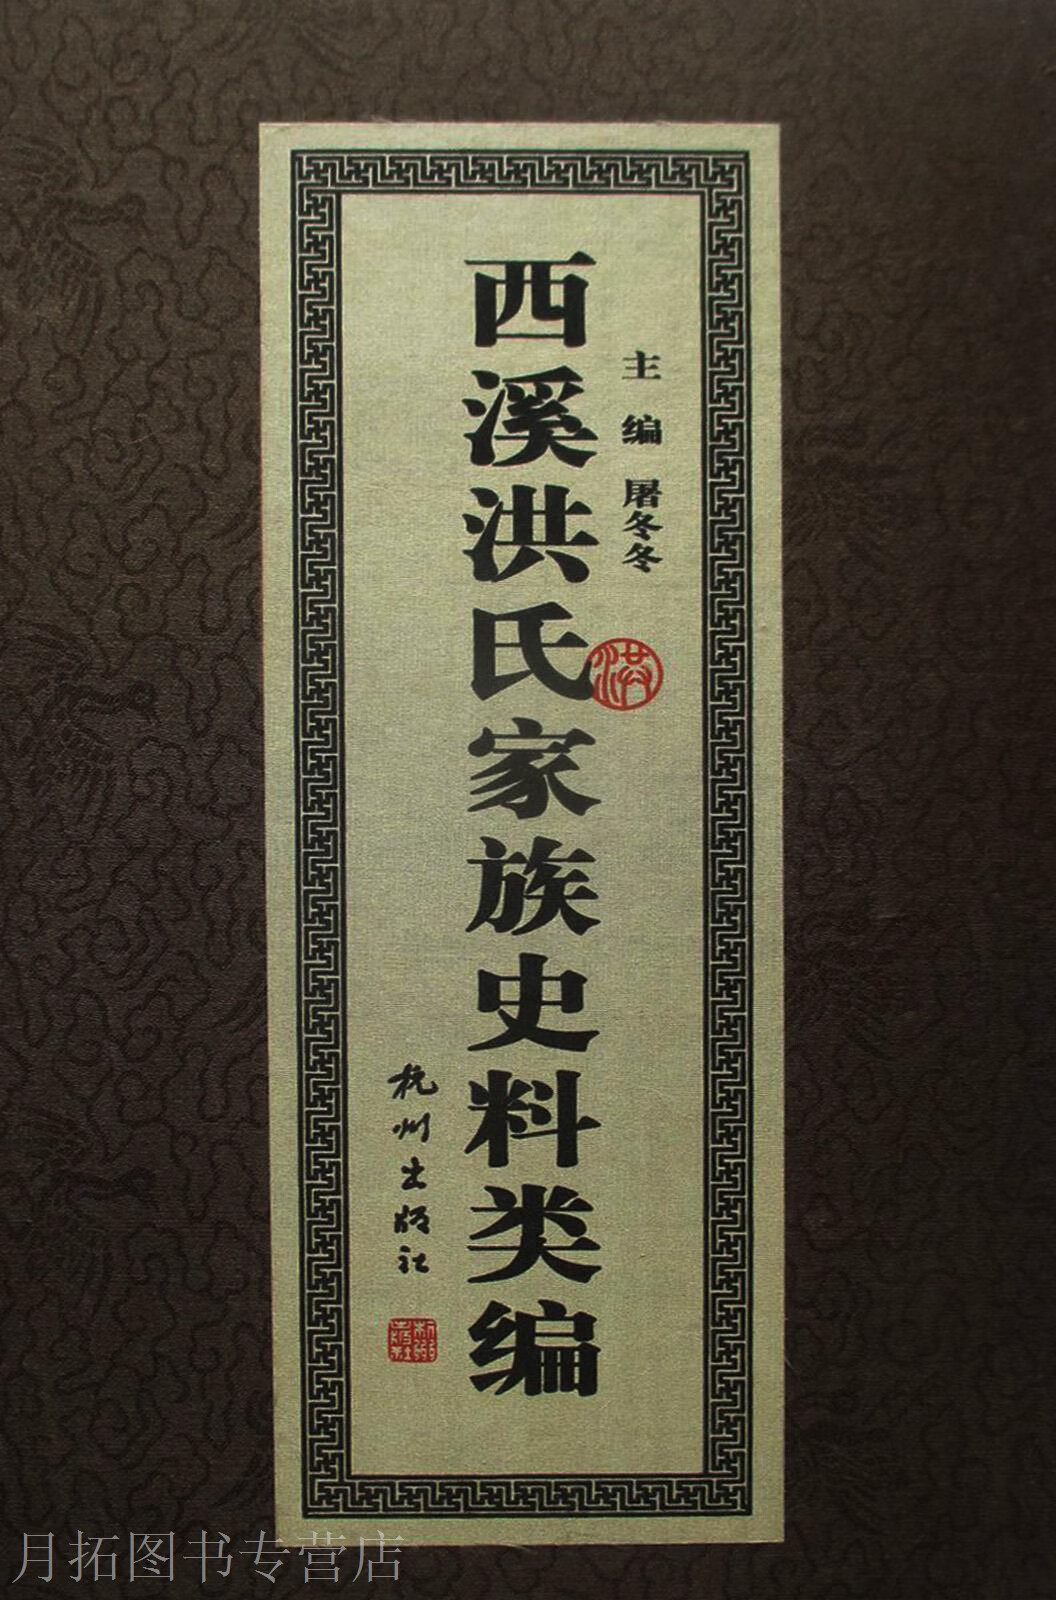 主编 屠冬冬
西溪洪氏家族史料类编
洪
杭州出版社
月拓图书专营店